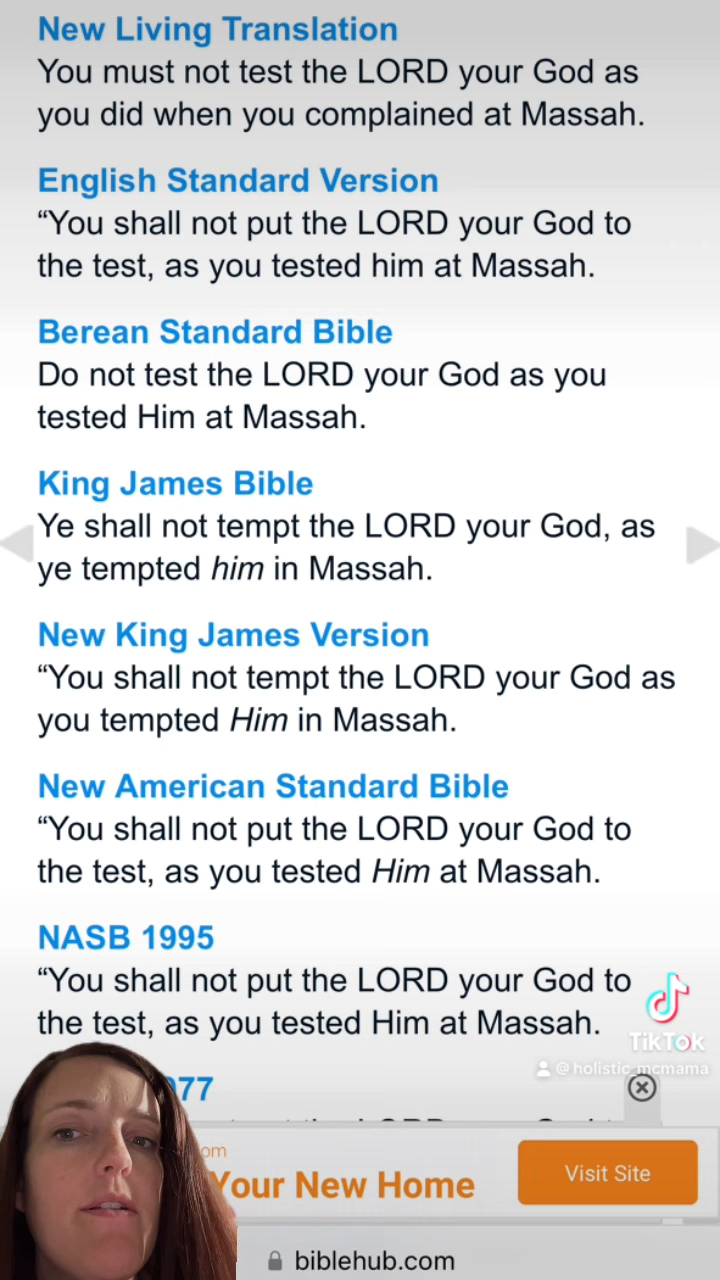 New Living Translation
You must not test the LORD your God as
you did when you complained at Massah.
English Standard Version
“You shall not put the LORD your God to
the test, as you tested him at Massah.
Berean Standard Bible
Do not test the LORD your God as you
tested Him at Massah.
King James Bible
Ye shall not tempt the LORD your God, as
ye tempted him in Massah.
New King James Version
“You shall not tempt the LORD your God as
you tempted Him in Massah.
New American Standard Bible
“You shall not put the LORD your God to
the test, as you tested Him at Massah.
NASB 1995
“You shall not put the LORD your God to
the test, as you tested Him at Massah.
TikTok
@holistic_mcmama
77
om
Your New Home
Visit Site
biblehub.com